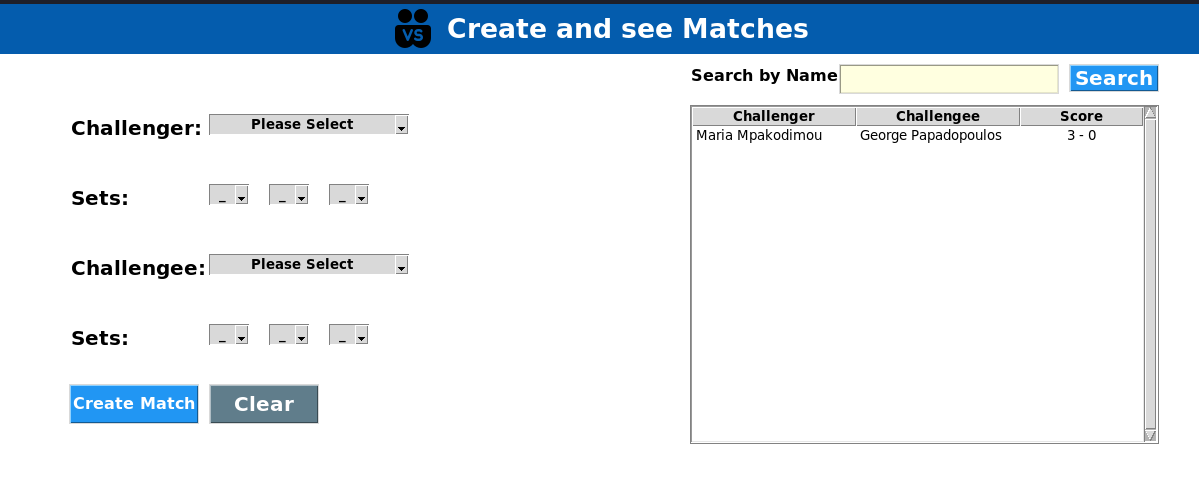 VS Create and see Matches
Search by Name Search
Challenger: Please Select
Sets: _ _ _
Challengee: Please Select
Sets: _ _ _
Create Match Clear
Challenger Challengee Score
Maria Mpakodimou George Papadopoulos 3 - 0